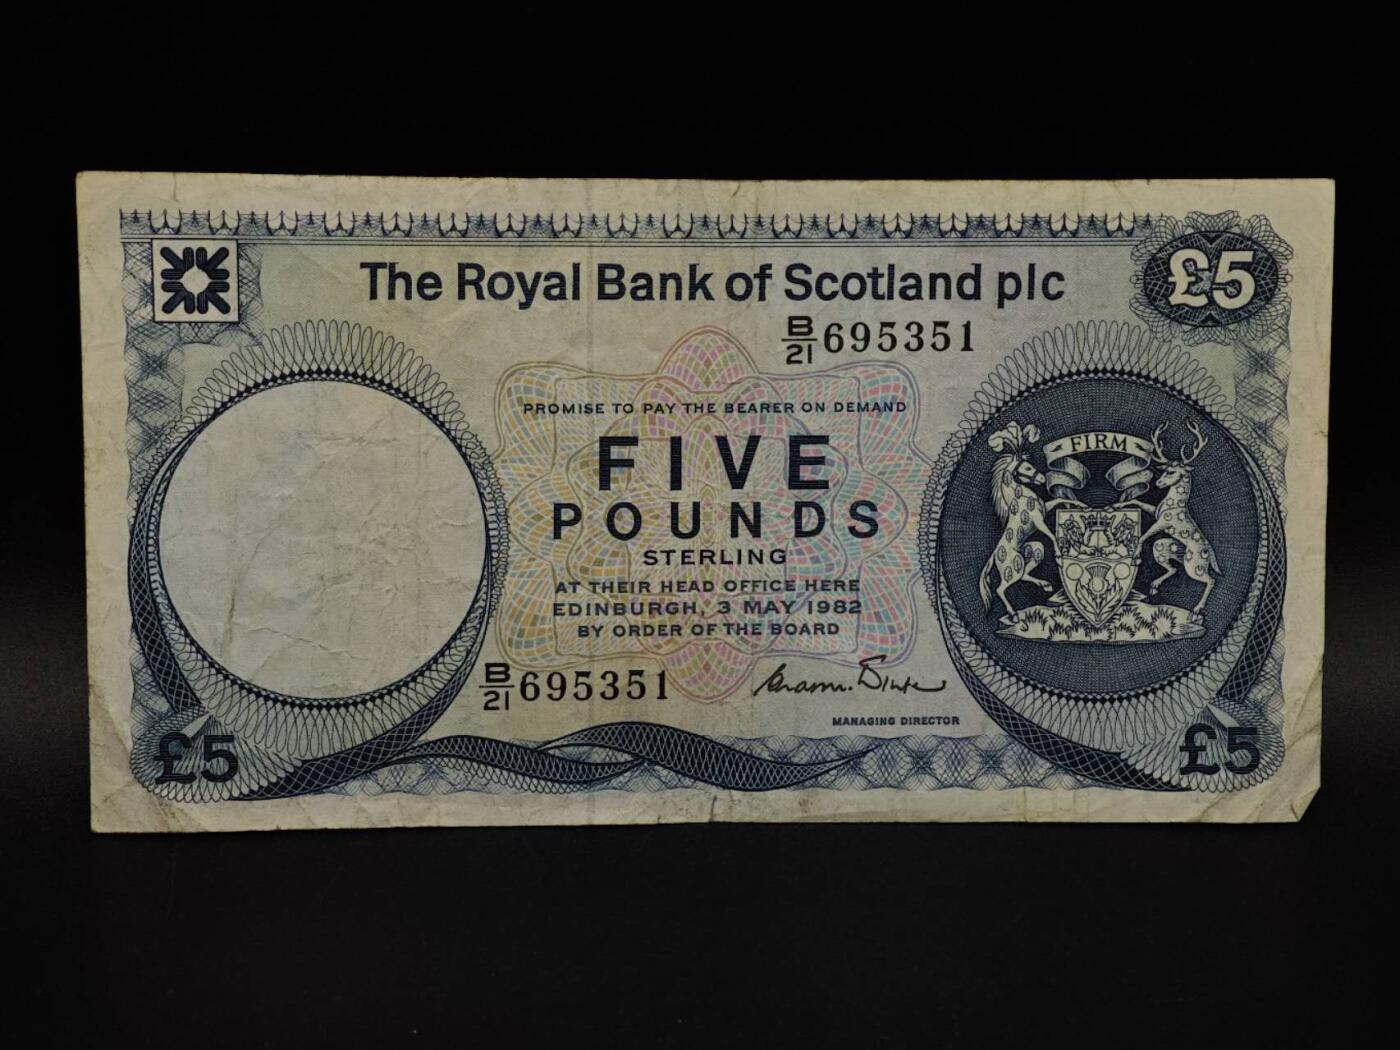 The Royal Bank of Scotland plc
£5
B/21 695351
PROMISE TO PAY THE BEARER ON DEMAND
FIVE
POUNDS
STERLING
AT THEIR HEAD OFFICE HERE
EDINBURGH, 3 MAY 1982
BY ORDER OF THE BOARD
FIRM
B/21 695351
MANAGING DIRECTOR
£5
£5